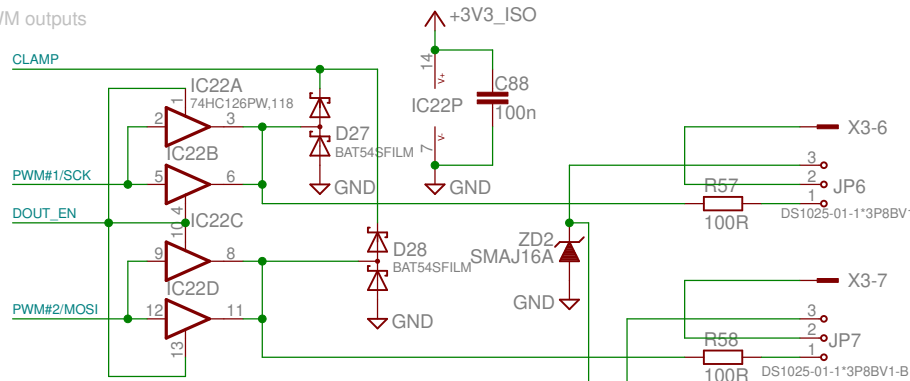 WM outputs
+3V3_ISO
CLAMP
IC22A
74HC126PW,118
1
2
3
IC22B
D27
BAT54SFILM
14
V+
IC22P
C88
100n
7
V-
GND
GND
PWM#1/SCK
5
6
4
DOUT_EN
10
IC22C
9
8
D28
BAT54SFILM
GND
IC22D
PWM#2/MOSI
12
11
13
ZD2
SMAJ16A
GND
X3-6
3
2
1
JP6
DS1025-01-1*3P8BV1
R57
100R
X3-7
3
2
1
JP7
DS1025-01-1*3P8BV1-B
R58
100R